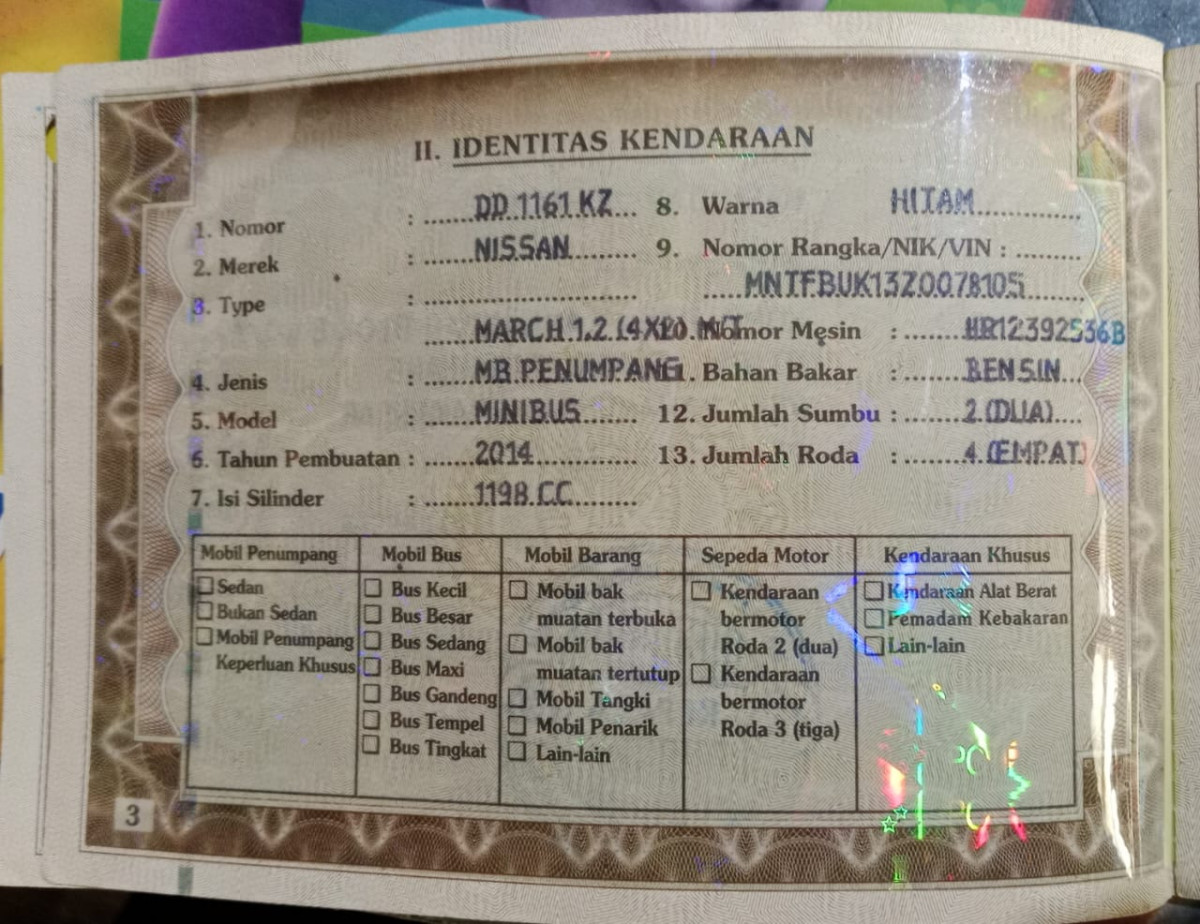 II. IDENTITAS KENDARAAN
1. Nomor : DD 1161 KZ
2. Merek : NISSAN
3. Type :
MARCH 1.2 (4X2) M/T
4. Jenis : MB.PENUMPANG
5. Model : MINIBUS
6. Tahun Pembuatan : 2014
7. Isi Silinder : 1198 CC
8. Warna HITAM
9. Nomor Rangka/NIK/VIN :
MNTFBUK13Z0078105
Nomor Mesin : HR12392536B
11. Bahan Bakar : BENSIN
12. Jumlah Sumbu : 2 (DUA)
13. Jumlah Roda : 4 (EMPAT)
Mobil Penumpang
Sedan
Bukan Sedan
Mobil Penumpang
Keperluan Khusus
Mobil Bus
Bus Kecil
Bus Besar
Bus Sedang
Bus Maxi
Bus Gandeng
Bus Tempel
Bus Tingkat
Mobil Barang
Mobil bak
muatan terbuka
Mobil bak
muatan tertutup
Mobil Tangki
Mobil Penarik
Lain-lain
Sepeda Motor
Kendaraan
bermotor
Roda 2 (dua)
Kendaraan
bermotor
Roda 3 (tiga)
Kendaraan Khusus
Kendaraan Alat Berat
Pemadam Kebakaran
Lain-lain
3